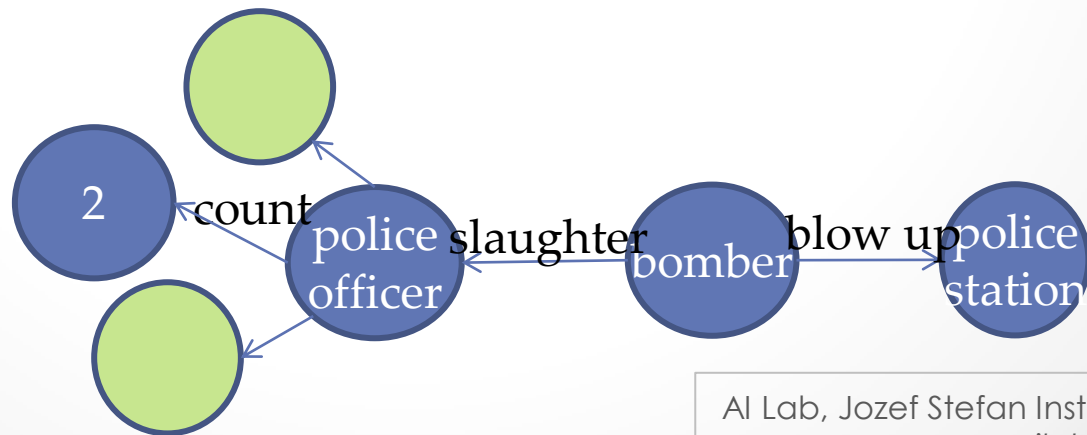 2
count
police
officer
slaughter
bomber
blow up
police
station
AI Lab, Jozef Stefan Inst